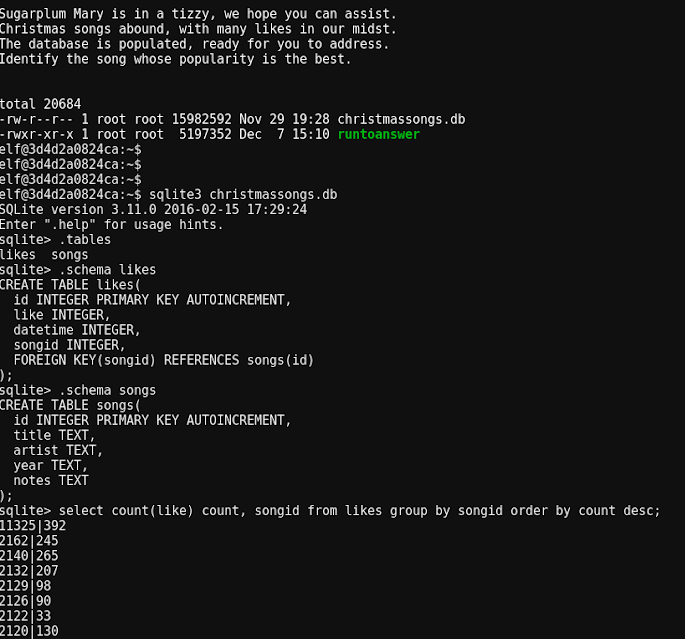 Sugarplum Mary is in a tizzy, we hope you can assist.
Christmas songs abound, with many likes in our midst.
The database is populated, ready for you to address.
Identify the song whose popularity is the best.
total 20684
-rw-r--r-- 1 root root 15982592 Nov 29 19:28 christmassongs.db
-rwxr-xr-x 1 root root  5197352 Dec  7 15:10 runtoanswer
elf@3d4d2a0824ca:~$
elf@3d4d2a0824ca:~$
elf@3d4d2a0824ca:~$
elf@3d4d2a0824ca:~$ sqlite3 christmassongs.db
SQLite version 3.11.0 2016-02-15 17:29:24
Enter ".help" for usage hints.
sqlite> .tables
likes  songs
sqlite> .schema likes
CREATE TABLE likes(
  id INTEGER PRIMARY KEY AUTOINCREMENT,
  like INTEGER,
  datetime INTEGER,
  songid INTEGER,
  FOREIGN KEY(songid) REFERENCES songs(id)
);
sqlite> .schema songs
CREATE TABLE songs(
  id INTEGER PRIMARY KEY AUTOINCREMENT,
  title TEXT,
  artist TEXT,
  year TEXT,
  notes TEXT
);
sqlite> select count(like) count, songid from likes group by songid order by count desc;
11325|392
2162|245
2140|265
2132|207
2129|98
2126|90
2122|33
2120|130